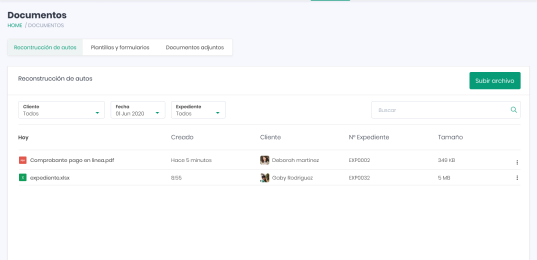 Documentos
HOME / DOCUMENTOS
Reconstrucción de autos Plantillas y formularios Documentos adjuntos
Reconstrucción de autos Subir archivo
Cliente Fecha Expediente
Todos 01 Jun 2020 Todos Buscar
Hoy Creado Cliente N° Expediente Tamaño
Comprobante pago en linea.pdf Hace 5 minutos Deborah martinez EXP0002 349 KB
expediente.xlsx 9:55 Gaby Rodriguez EXP0032 5 MB